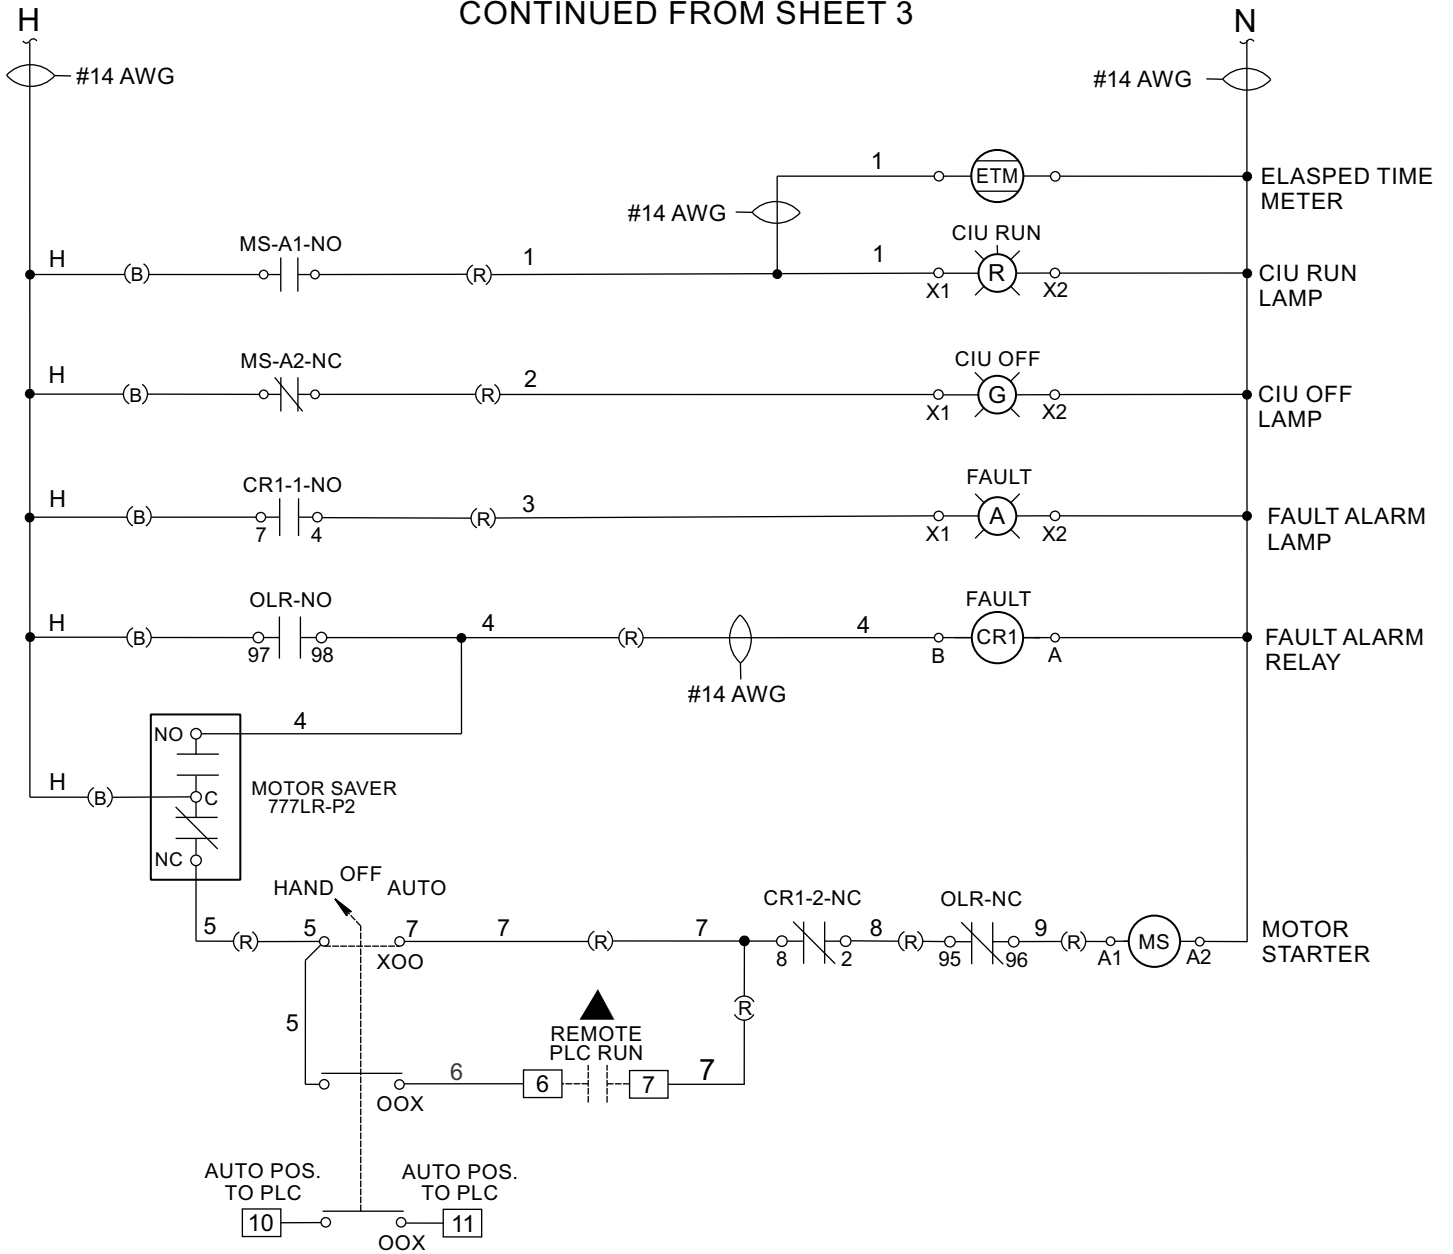 CONTINUED FROM SHEET 3
H
N
#14 AWG
#14 AWG
1
ETM
ELASPED TIME
METER
#14 AWG
H
(B)
MS-A1-NO
(R)
1
1
CIU RUN
R
X1
X2
CIU RUN
LAMP
H
(B)
MS-A2-NC
(R)
2
CIU OFF
G
X1
X2
CIU OFF
LAMP
H
(B)
CR1-1-NO
7
4
(R)
3
FAULT
A
X1
X2
FAULT ALARM
LAMP
H
(B)
OLR-NO
97
98
4
(R)
#14 AWG
4
FAULT
CR1
B
A
FAULT ALARM
RELAY
NO
4
H
(B)
C
MOTOR SAVER
777LR-P2
NC
HAND
OFF
AUTO
5
(R)
5
7
XOO
7
(R)
7
CR1-2-NC
8
2
8
(R)
OLR-NC
95
96
9
(R)
A1
MS
A2
MOTOR
STARTER
5
(R)
REMOTE
PLC RUN
OOX
6
6
7
7
AUTO POS.
TO PLC
AUTO POS.
TO PLC
10
11
OOX